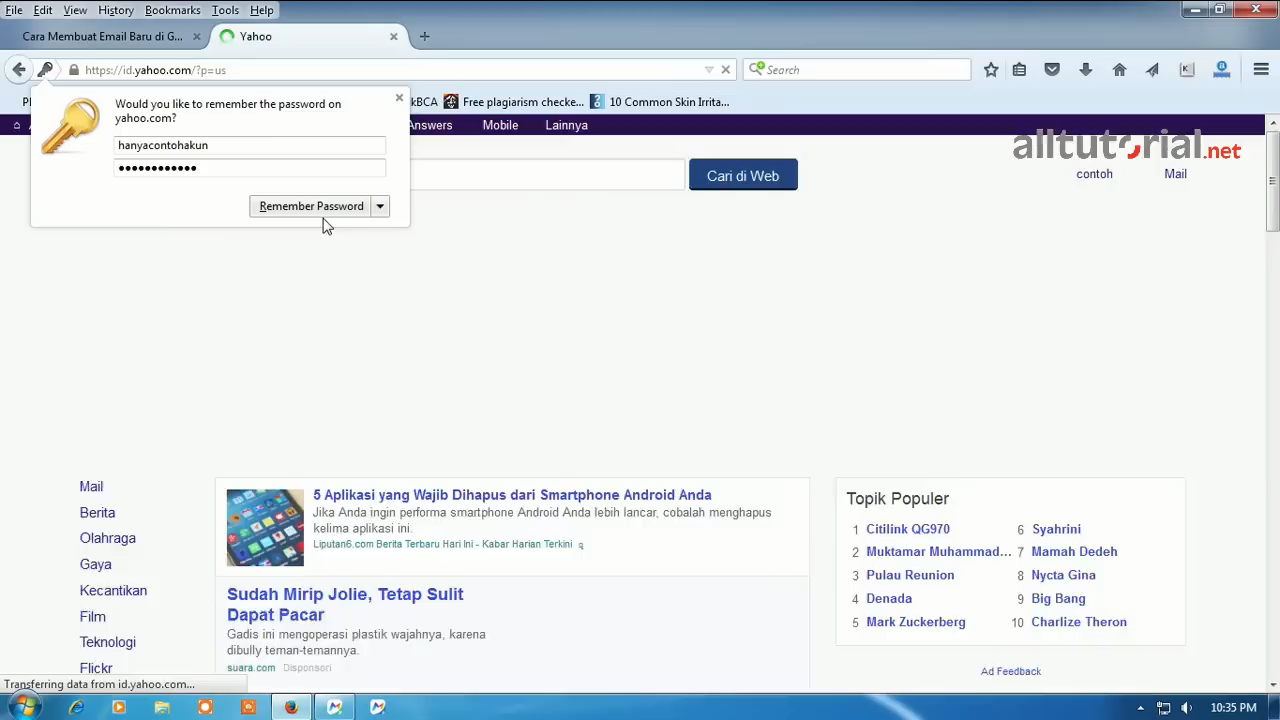 File Edit View History Bookmarks Tools Help
Cara Membuat Email Baru di G... Yahoo
https://id.yahoo.com/?p=us Search
kBCA Free plagiarism checke... 10 Common Skin Irrita...
Answers Mobile Lainnya
Would you like to remember the password on
yahoo.com?
hanyacontohakun
••••••••••••
Remember Password
Cari di Web
alltutorial.net
contoh Mail
Mail
Berita
Olahraga
Gaya
Kecantikan
Film
Teknologi
Flickr
5 Aplikasi yang Wajib Dihapus dari Smartphone Android Anda
Jika Anda ingin performa smartphone Android Anda lebih lancar, cobalah menghapus
kelima aplikasi ini.
Liputan6.com Berita Terbaru Hari Ini - Kabar Harian Terkini
Sudah Mirip Jolie, Tetap Sulit
Dapat Pacar
Gadis ini mengoperasi plastik wajahnya, karena
dibully teman-temannya.
suara.com Disponsori
Topik Populer
1 Citilink QG970
2 Muktamar Muhammad...
3 Pulau Reunion
4 Denada
5 Mark Zuckerberg
6 Syahrini
7 Mamah Dedeh
8 Nycta Gina
9 Big Bang
10 Charlize Theron
Ad Feedback
Transferring data from id.yahoo.com...
10:35 PM